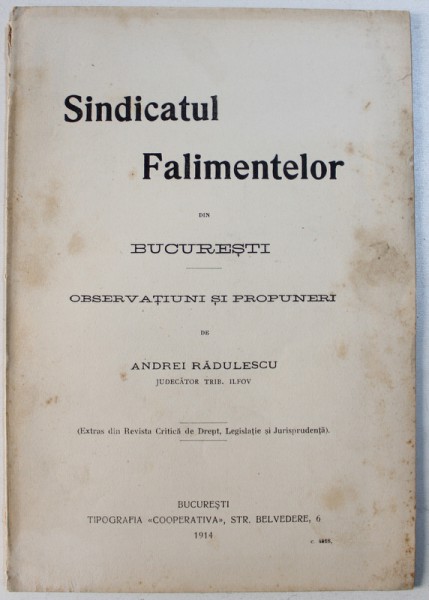 Sindicatul
Falimentelor
DIN
BUCUREȘTI
OBSERVAȚIUNI ȘI PROPUNERI
DE
ANDREI RĂDULESCU
JUDECĂTOR TRIB. ILFOV
(Extras din Revista Critică de Drept, Legislație și Jurisprudență).
BUCUREȘTI
TIPOGRAFIA «COOPERATIVA», STR. BELVEDERE, 6
1914